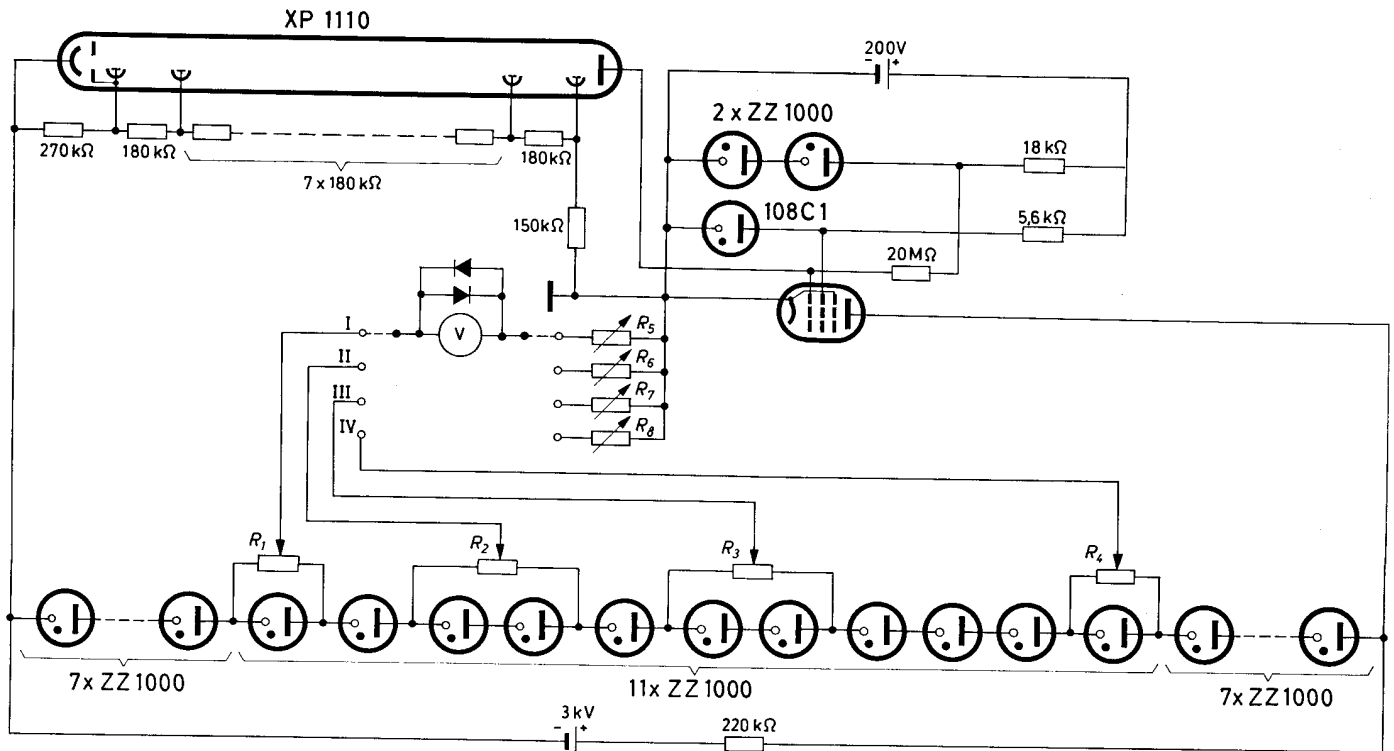 XP 1110
270 kΩ
180 kΩ
7 x 180 kΩ
180 kΩ
150 kΩ
200V
- +
2 x ZZ 1000
18 kΩ
108C1
5,6 kΩ
20MΩ
I
II
III
IV
V
R5
R6
R7
R8
R1
R2
R3
R4
7x ZZ 1000
11x ZZ 1000
7x ZZ 1000
3 kV
- +
220 kΩ